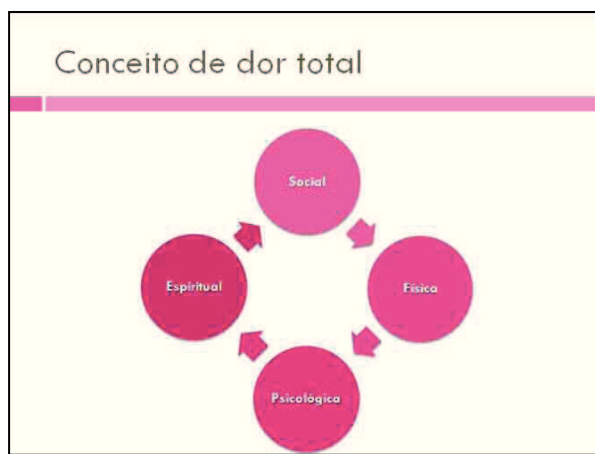 Conceito de dor total
Social
Espiritual
Física
Psicológica